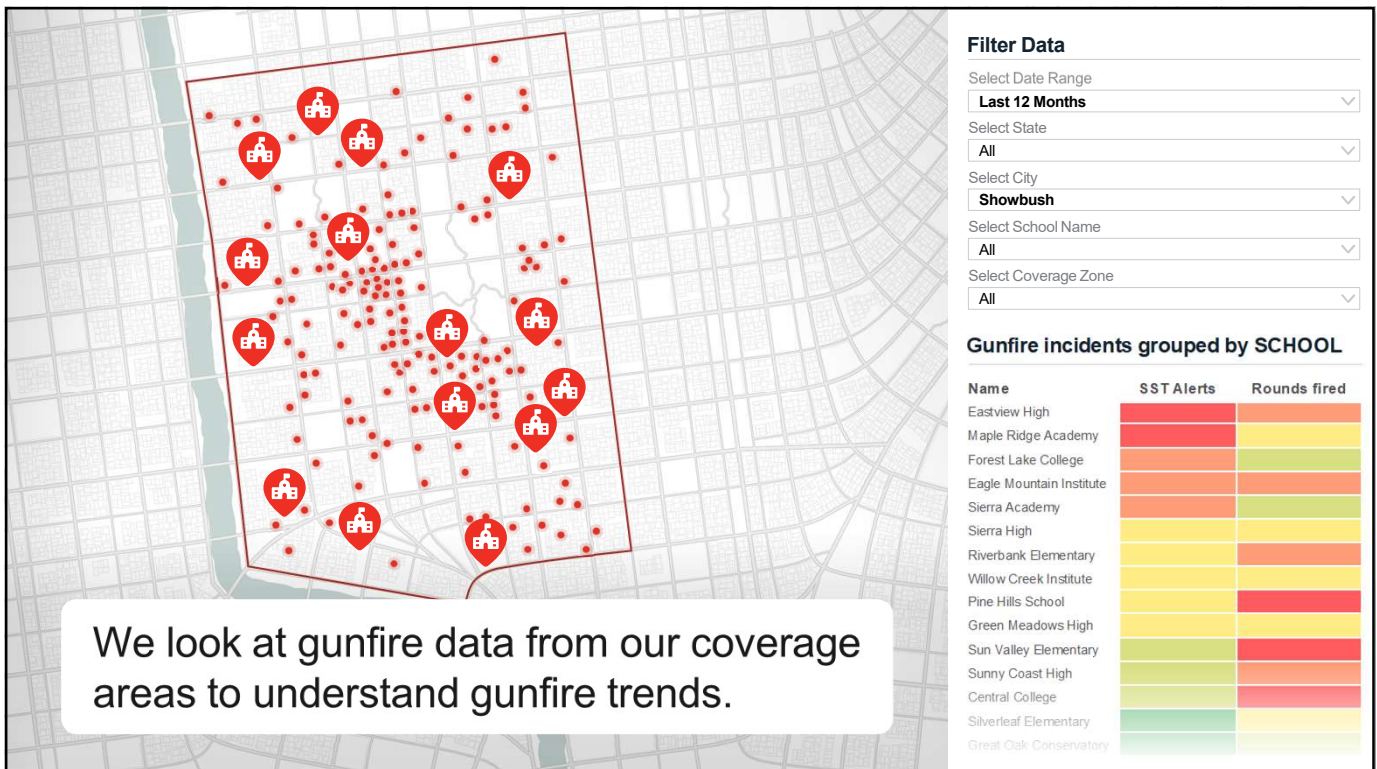 Filter Data
Select Date Range
Last 12 Months
Select State
All
Select City
Showbush
Select School Name
All
Select Coverage Zone
All
Gunfire incidents grouped by SCHOOL
Name SST Alerts Rounds fired
Eastview High
Maple Ridge Academy
Forest Lake College
Eagle Mountain Institute
Sierra Academy
Sierra High
Riverbank Elementary
Willow Creek Institute
Pine Hills School
Green Meadows High
Sun Valley Elementary
Sunny Coast High
Central College
Silverleaf Elementary
Great Oak Conservatory
We look at gunfire data from our coverage
areas to understand gunfire trends.